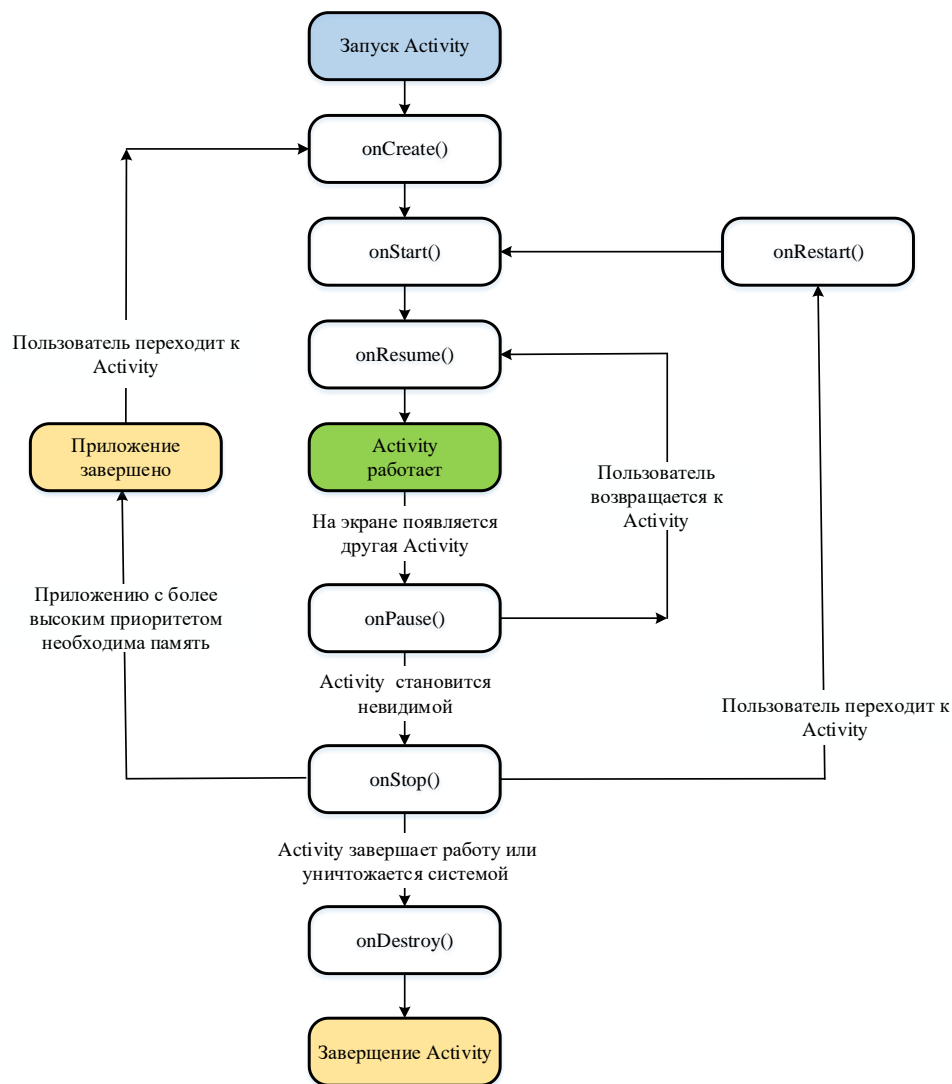 Запуск Activity
onCreate()
onStart()
onRestart()
Пользователь переходит к
Activity
onResume()
Приложение
завершено
Activity
работает
Пользователь
возвращается к
Activity
На экране появляется
другая Activity
Приложению с более
высоким приоритетом
необходима память
onPause()
Activity становится
невидимой
Пользователь переходит к
Activity
onStop()
Activity завершает работу или
уничтожается системой
onDestroy()
Заверщение Activity